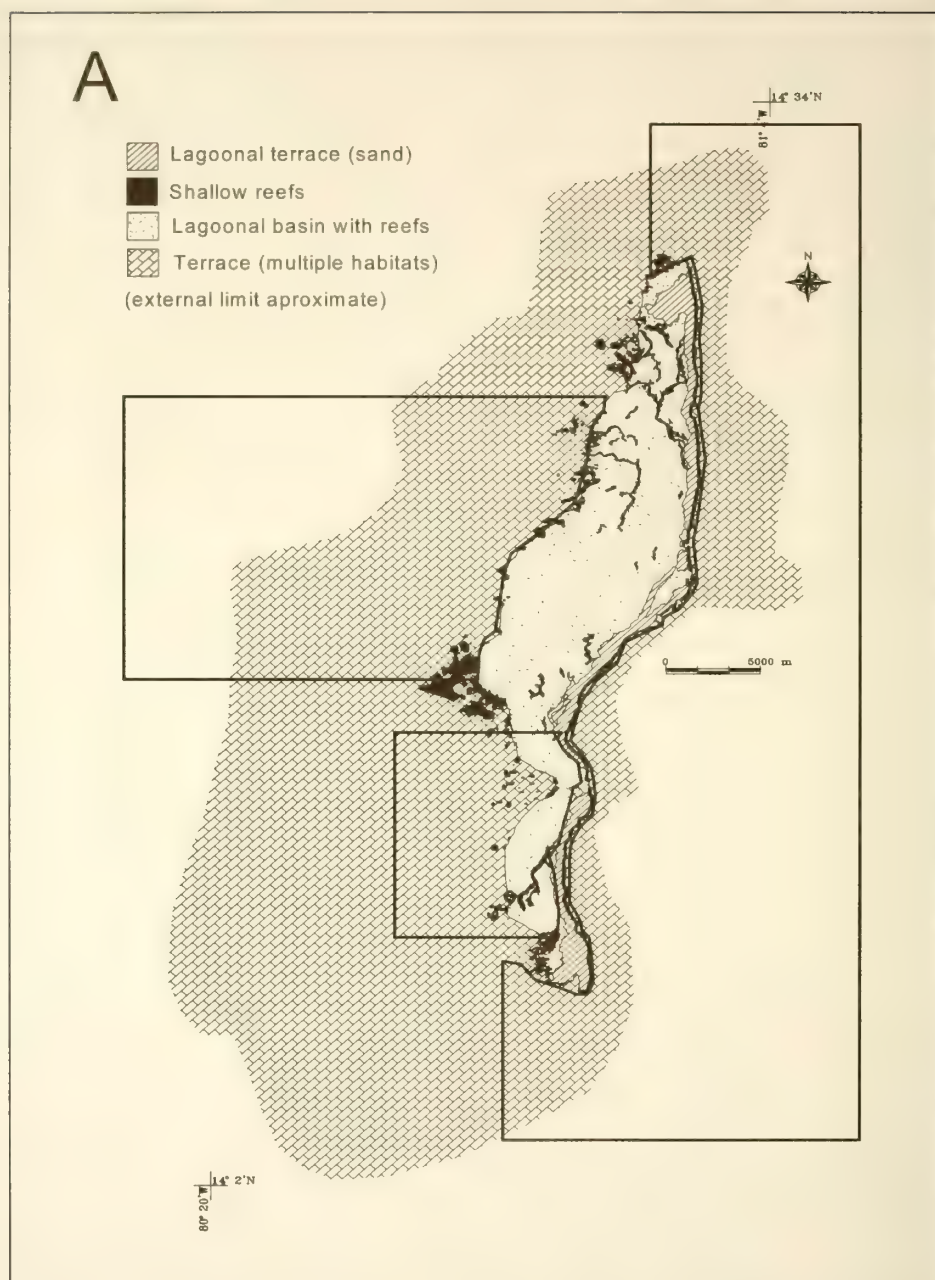 A
14° 34'N
81° 4'W
Lagoonal terrace (sand)
Shallow reefs
Lagoonal basin with reefs
Terrace (multiple habitats)
(external limit aproximate)
N
0 5000 m
14° 2'N
80° 20'W